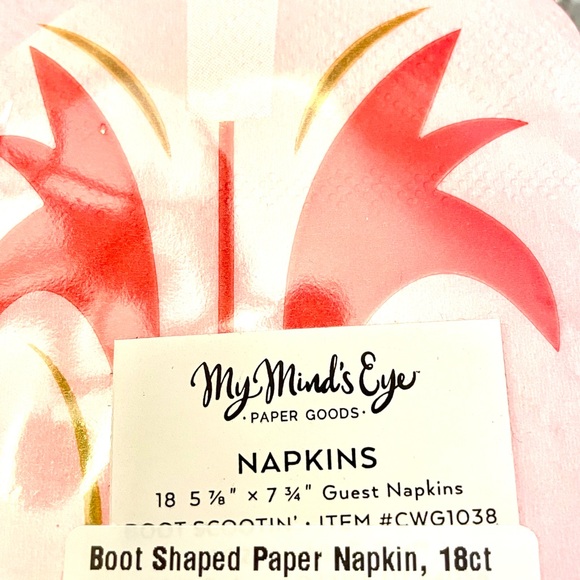 My Mind's Eye™
· PAPER GOODS ·
NAPKINS
18 5 ⅞" × 7 ¾" Guest Napkins
BOOT SCOOTIN' · ITEM #CWG1038
Boot Shaped Paper Napkin, 18ct